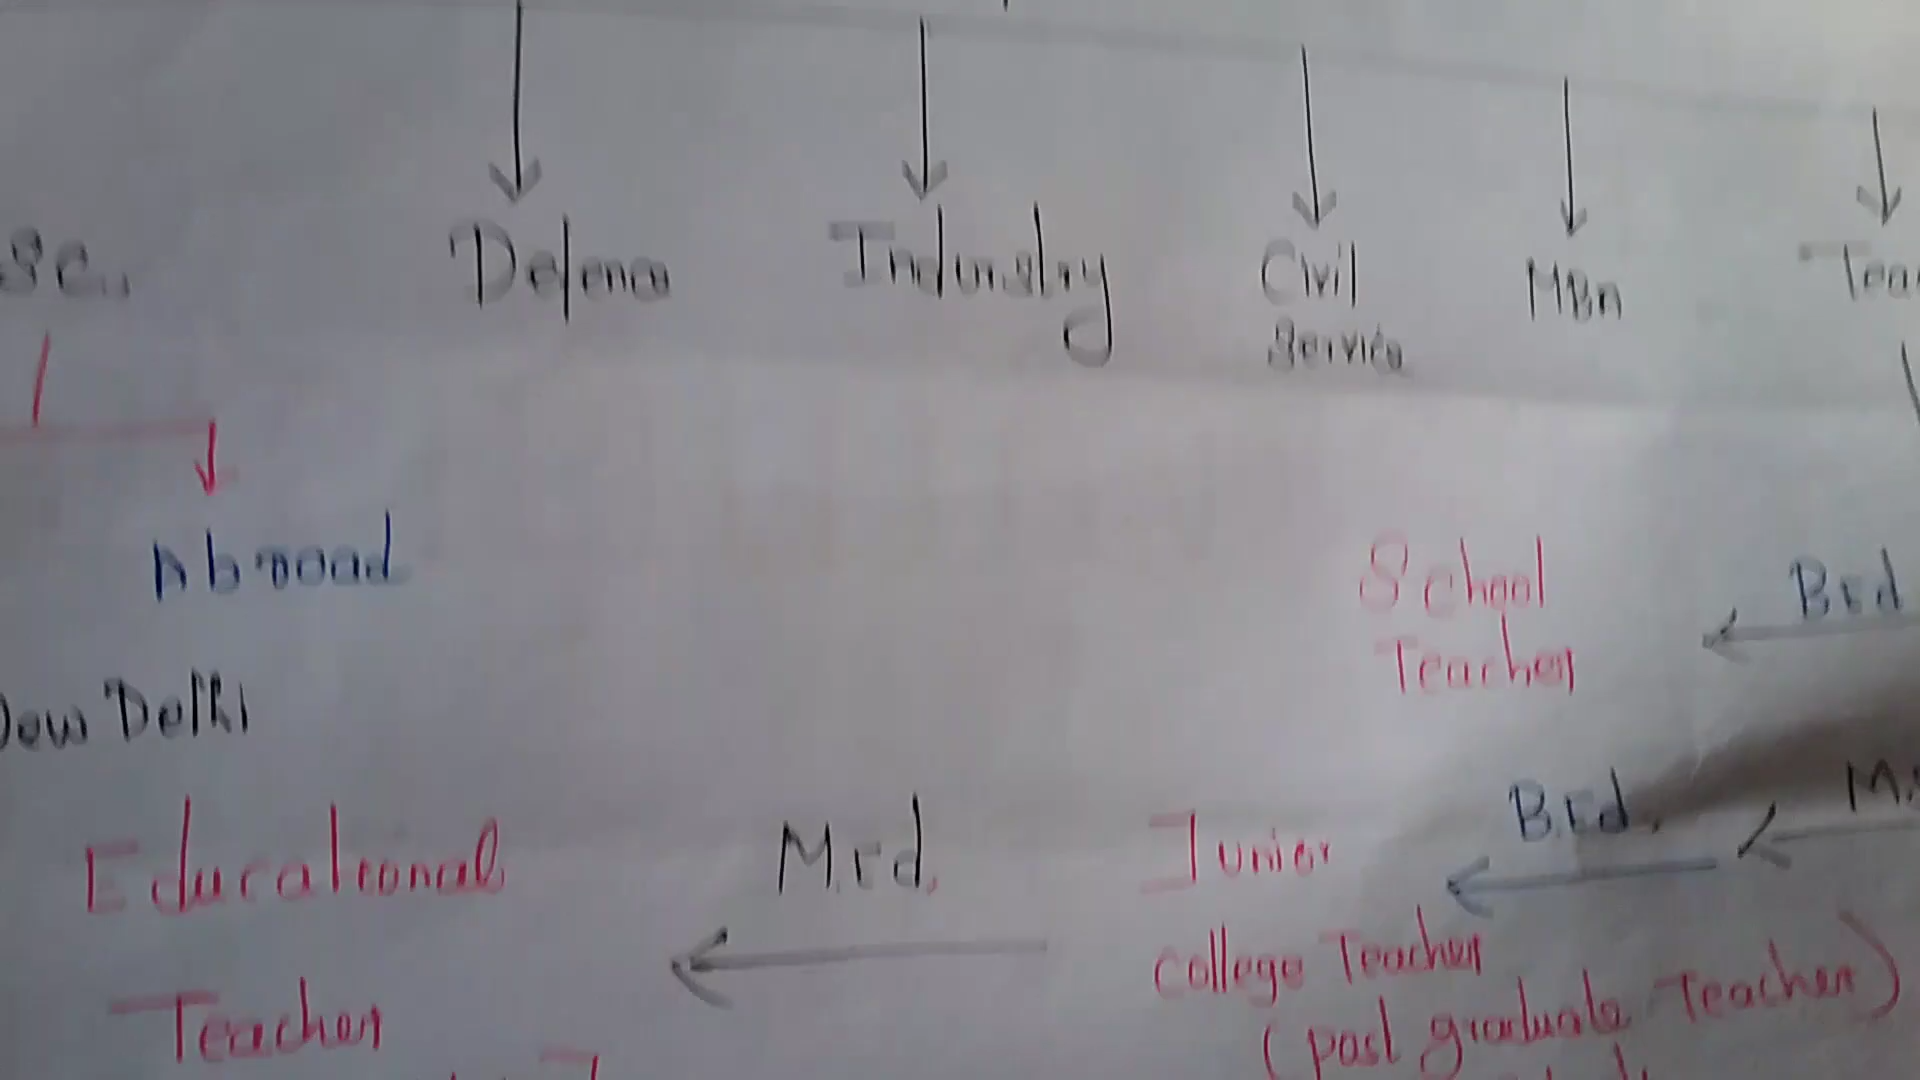 Sc.
Defence
Industry
Civil
Service
MBA
Abroad
School
Teacher
B.Ed
New Delhi
Educational
Teacher
M.Ed.
Junior
college Teacher
(post graduate Teacher)
B.Ed.